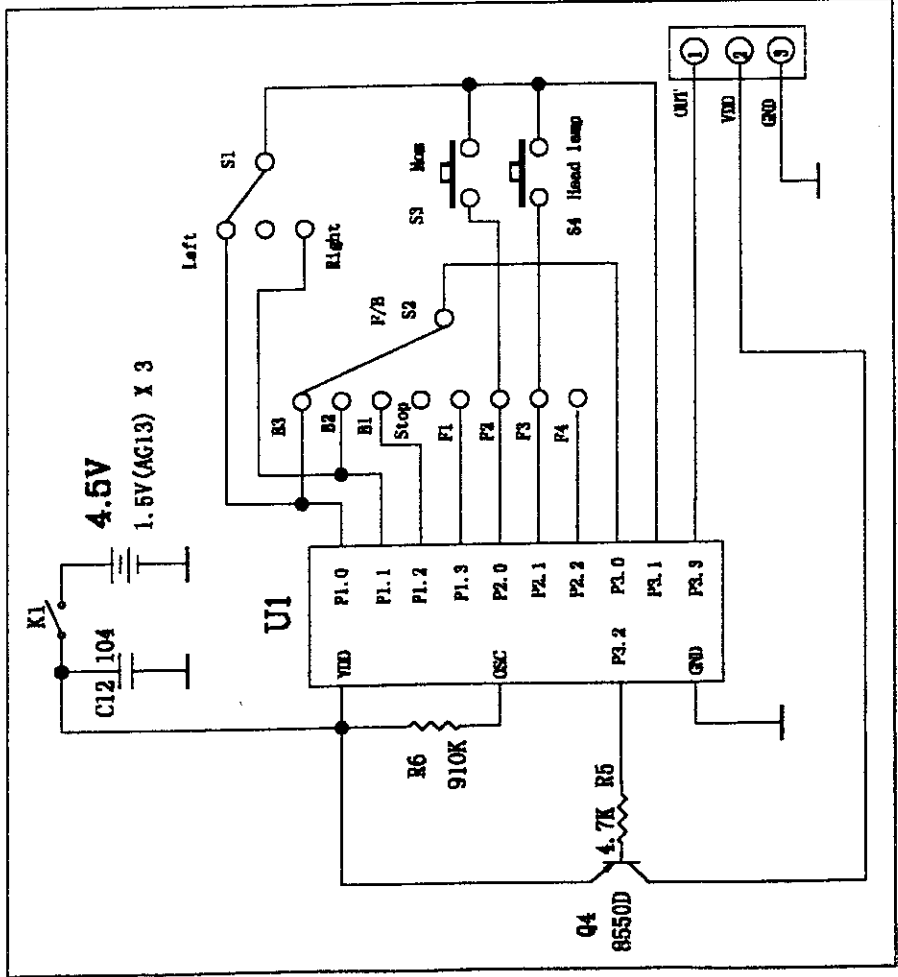 K1
4.5V
1.5V(AG13) X 3
C12 104
U1
VDD
OSC
P3.2
GND
P1.0
P1.1
P1.2
P1.3
P2.0
P2.1
P2.2
P3.0
P3.1
P3.3
R6
910K
4.7K R5
Q4
8550D
Left
Right
S1
F/B
S2
B3
B2
B1
Stop
F1
F2
F3
F4
S3
S4 Head lamp
OUT
VDD
GND
1
2
3